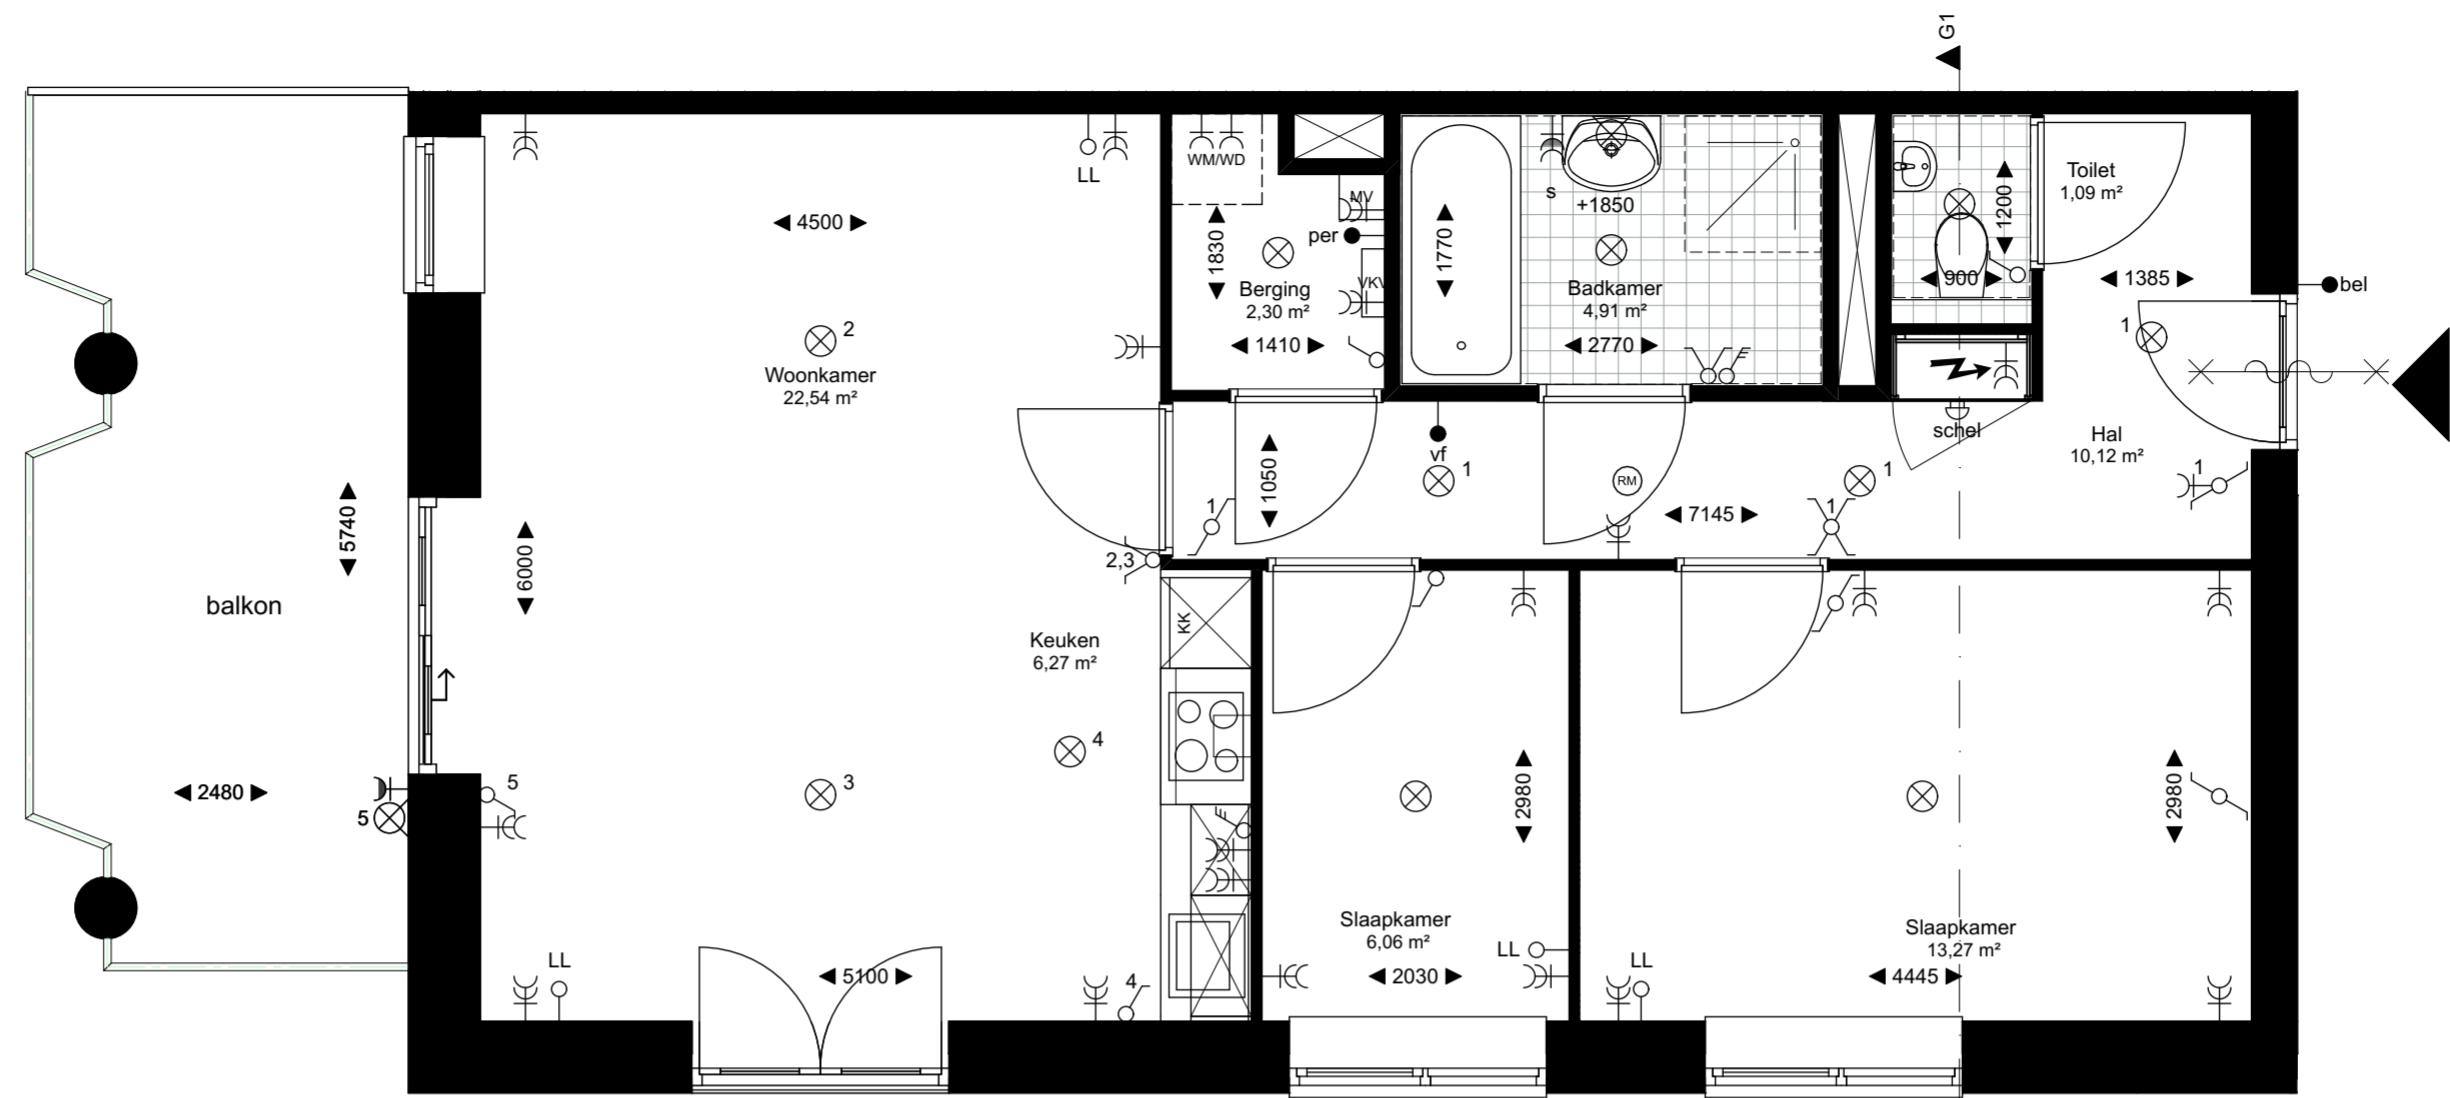 G1
WM/WD
LL
MV
s
+1850
Toilet
1,09 m²
4500
per
1830
1770
1200
900
1385
bel
VKV
Berging
2,30 m²
Badkamer
4,91 m²
2
1
1410
2770
Woonkamer
22,54 m²
schel
Hal
10,12 m²
vf
1
1
1
RM
1050
1
7145
1
5740
6000
2,3
balkon
KK
Keuken
6,27 m²
4
5
3
2480
5
2980
2980
Slaapkamer
6,06 m²
Slaapkamer
13,27 m²
LL
LL
LL
5100
4
2030
4445